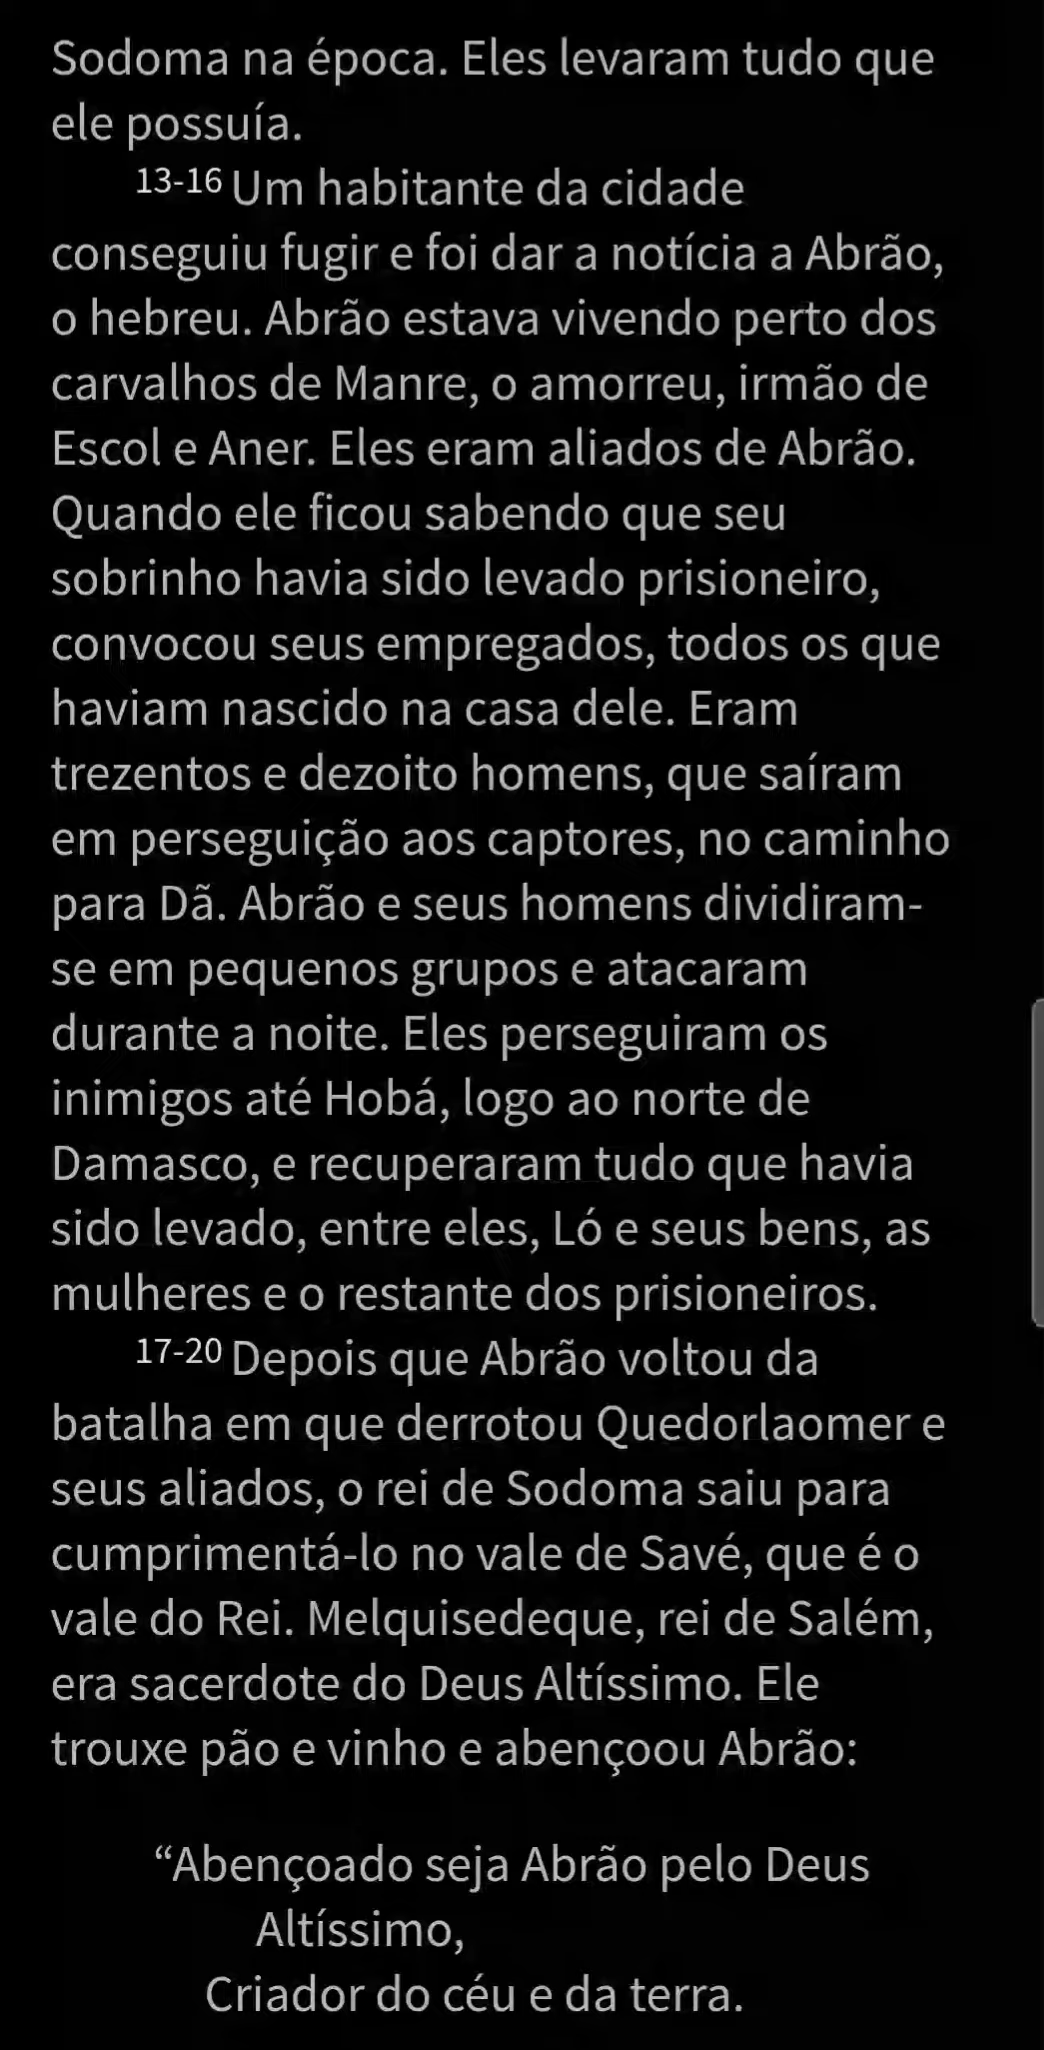 Sodoma na época. Eles levaram tudo que
ele possuía.
13-16 Um habitante da cidade
conseguiu fugir e foi dar a notícia a Abrão,
o hebreu. Abrão estava vivendo perto dos
carvalhos de Manre, o amorreu, irmão de
Escol e Aner. Eles eram aliados de Abrão.
Quando ele ficou sabendo que seu
sobrinho havia sido levado prisioneiro,
convocou seus empregados, todos os que
haviam nascido na casa dele. Eram
trezentos e dezoito homens, que saíram
em perseguição aos captores, no caminho
para Dã. Abrão e seus homens dividiram-
se em pequenos grupos e atacaram
durante a noite. Eles perseguiram os
inimigos até Hobá, logo ao norte de
Damasco, e recuperaram tudo que havia
sido levado, entre eles, Ló e seus bens, as
mulheres e o restante dos prisioneiros.
17-20 Depois que Abrão voltou da
batalha em que derrotou Quedorlaomer e
seus aliados, o rei de Sodoma saiu para
cumprimentá-lo no vale de Savé, que é o
vale do Rei. Melquisedeque, rei de Salém,
era sacerdote do Deus Altíssimo. Ele
trouxe pão e vinho e abençoou Abrão:
“Abençoado seja Abrão pelo Deus
Altíssimo,
Criador do céu e da terra.